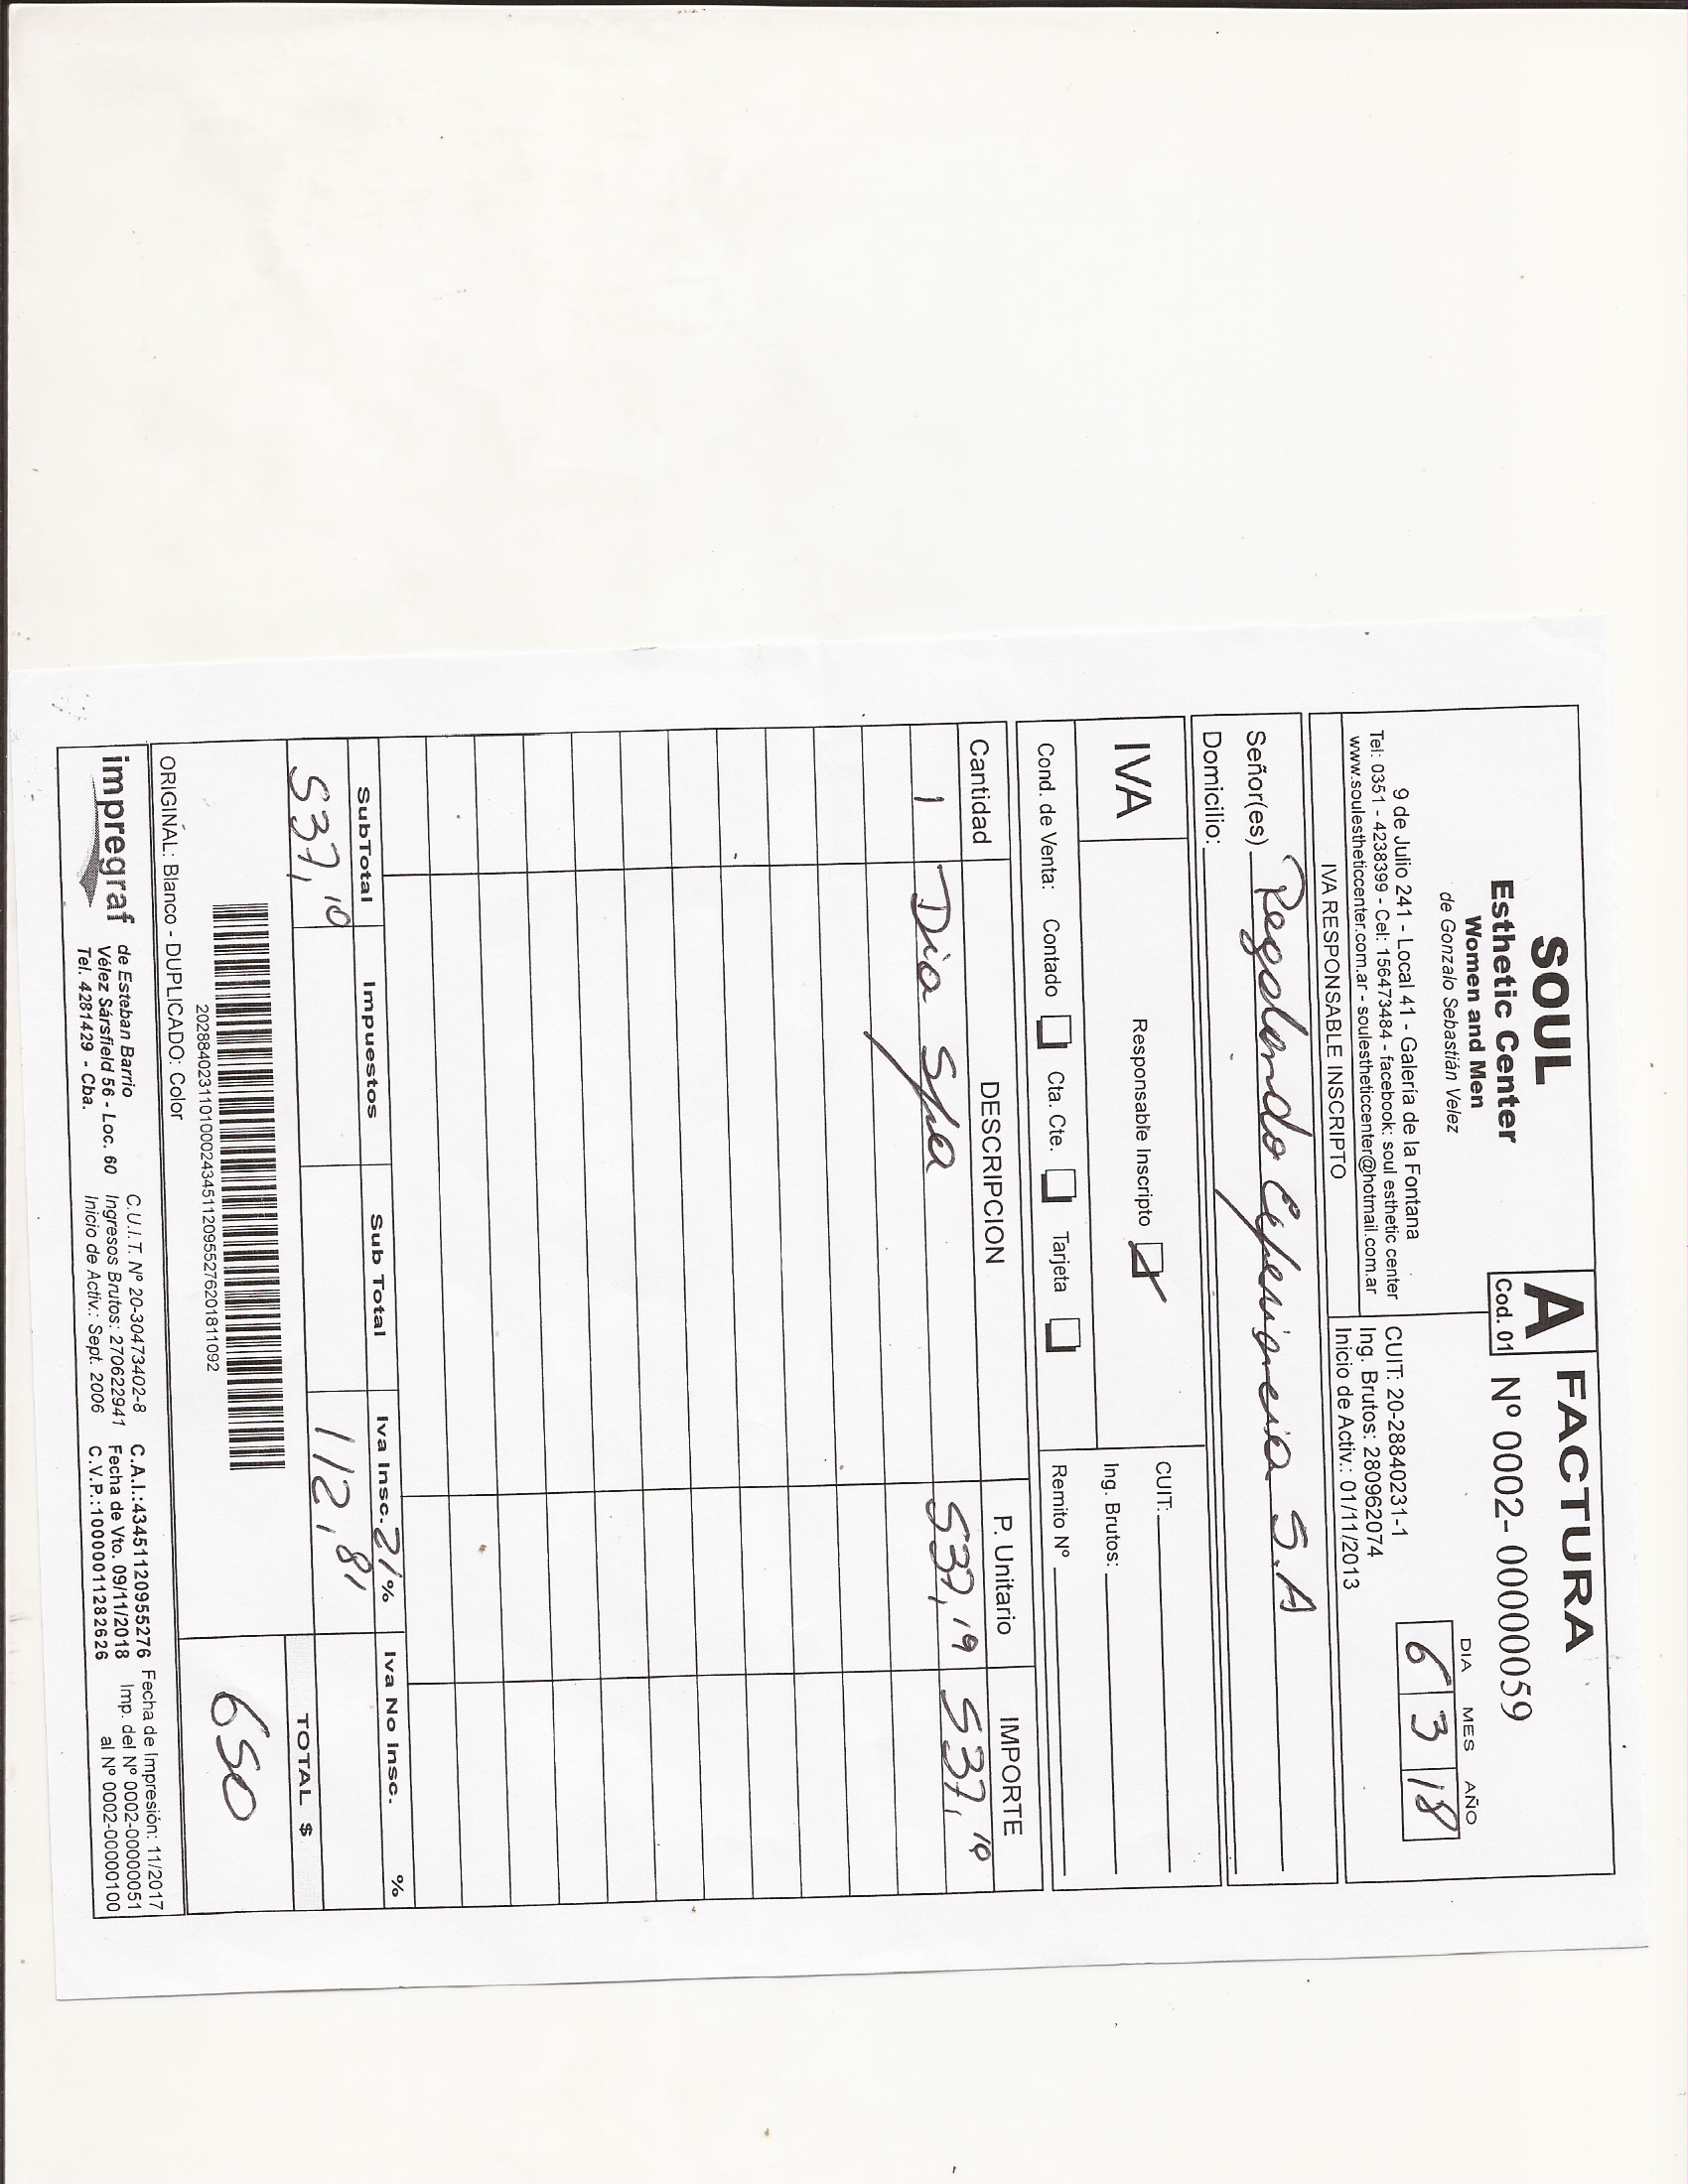 SOUL
Esthetic Center
Women and Men
de Gonzalo Sebastián Velez
9 de Julio 241 - Local 41 - Galería de la Fontana
Tel: 0351 - 4238399 - Cel: 156473484 - facebook: soul esthetic center
www.soulestheticcenter.com.ar - soulestheticcenter@hotmail.com.ar
IVA RESPONSABLE INSCRIPTO
A
Cod. 01
FACTURA
Nº 0002- 00000059
DIA MES AÑO
6 3 18
CUIT: 20-28840231-1
Ing. Brutos: 280962074
Inicio de Activ.: 01/11/2013
Señor(es) Regalando Experiencia S.A
Domicilio:
IVA
Responsable Inscripto
CUIT:
Ing. Brutos:
Cond. de Venta: Contado Cta. Cte. Tarjeta
Remito Nº
Cantidad DESCRIPCION P. Unitario IMPORTE
1 Dia Spa 537,19 537,19
SubTotal Impuestos Sub Total Iva Insc. 21% Iva No Insc. %
537,19 112,81
TOTAL $
650
20288402311010002434511209552762018110​92
ORIGINAL: Blanco - DUPLICADO: Color
impregraf
de Esteban Barrio
Vélez Sársfield 56 - Loc. 60
Tel. 4281429 - Cba.
C.U.I.T. Nº 20-30473402-8
Ingresos Brutos: 270622941
Inicio de Activ.: Sept. 2006
C.A.I.:43451120955276
Fecha de Vto. 09/11/2018
C.V.P.:100000011282626
Fecha de Impresión: 11/2017
Imp. del Nº 0002-00000051
al Nº 0002-00000100